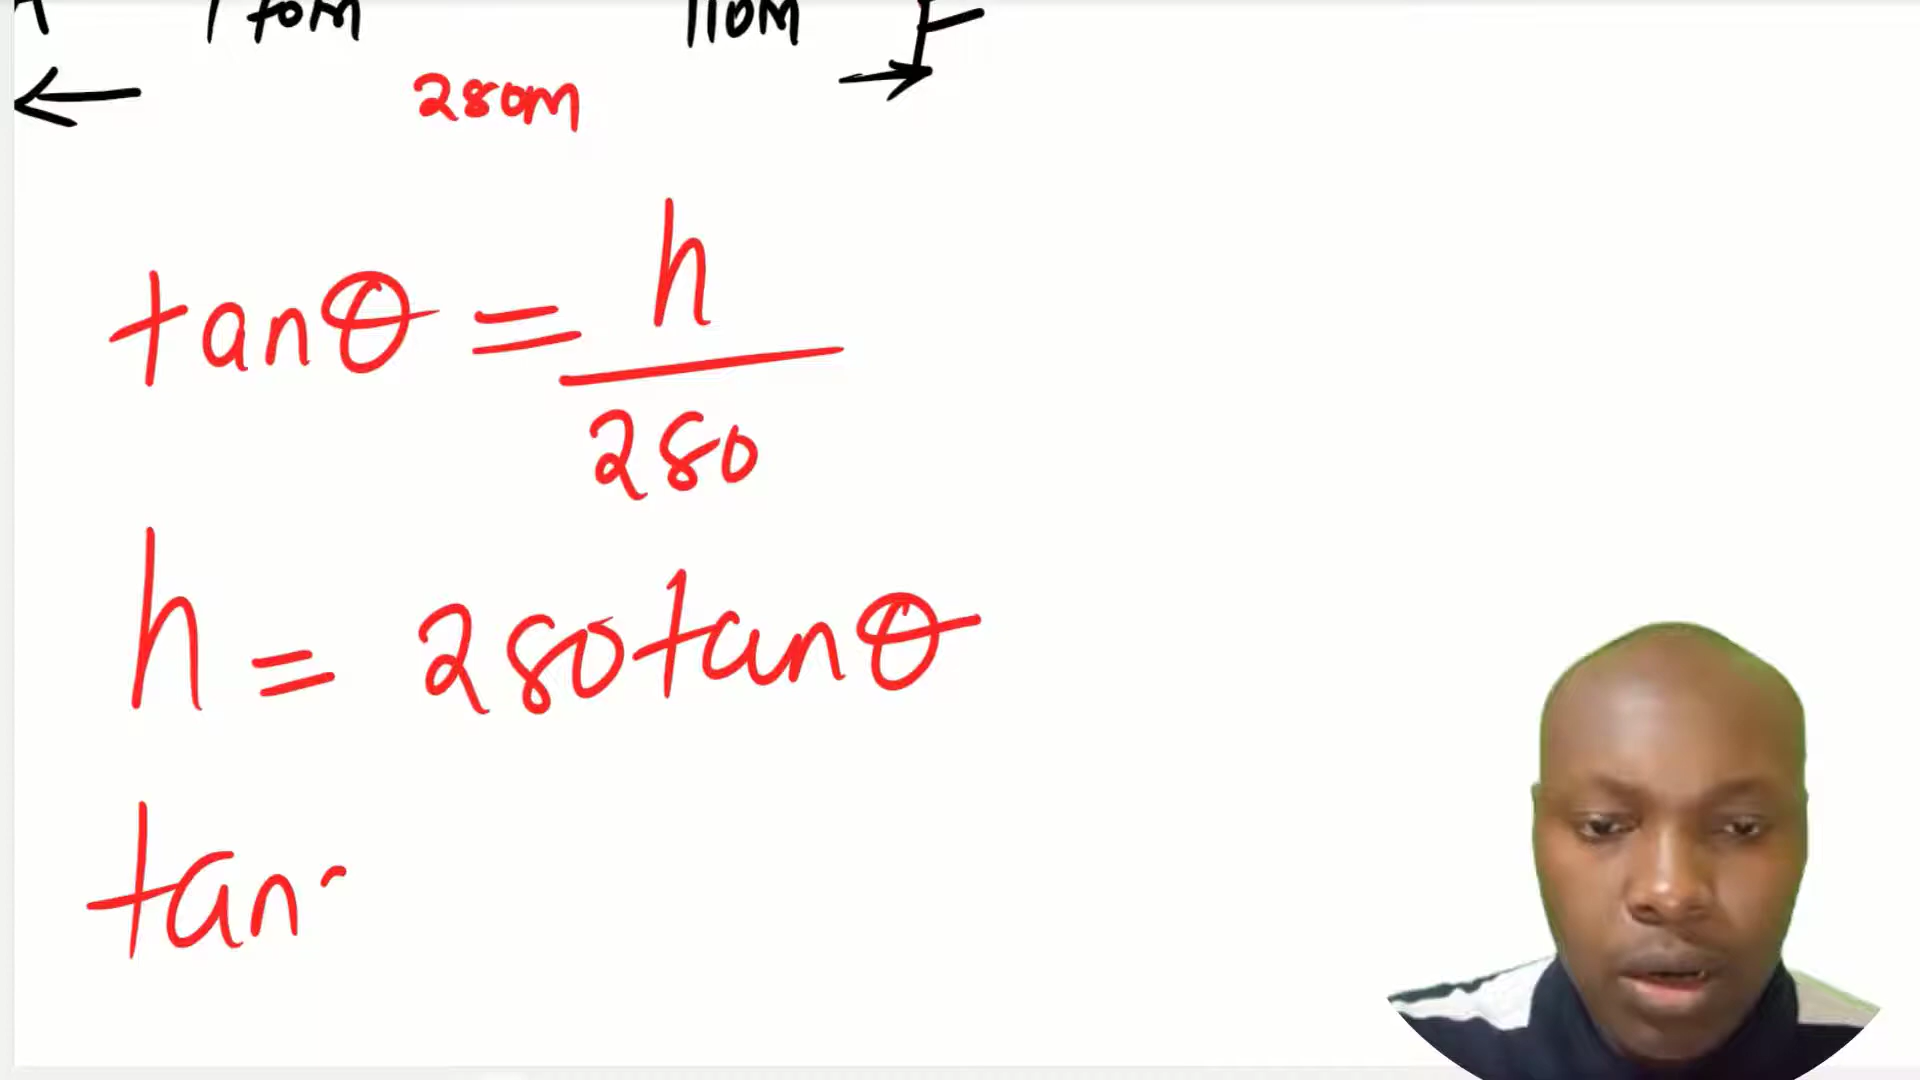 170m 110m F
280m
tanθ = h
280
h = 280tanθ
tan